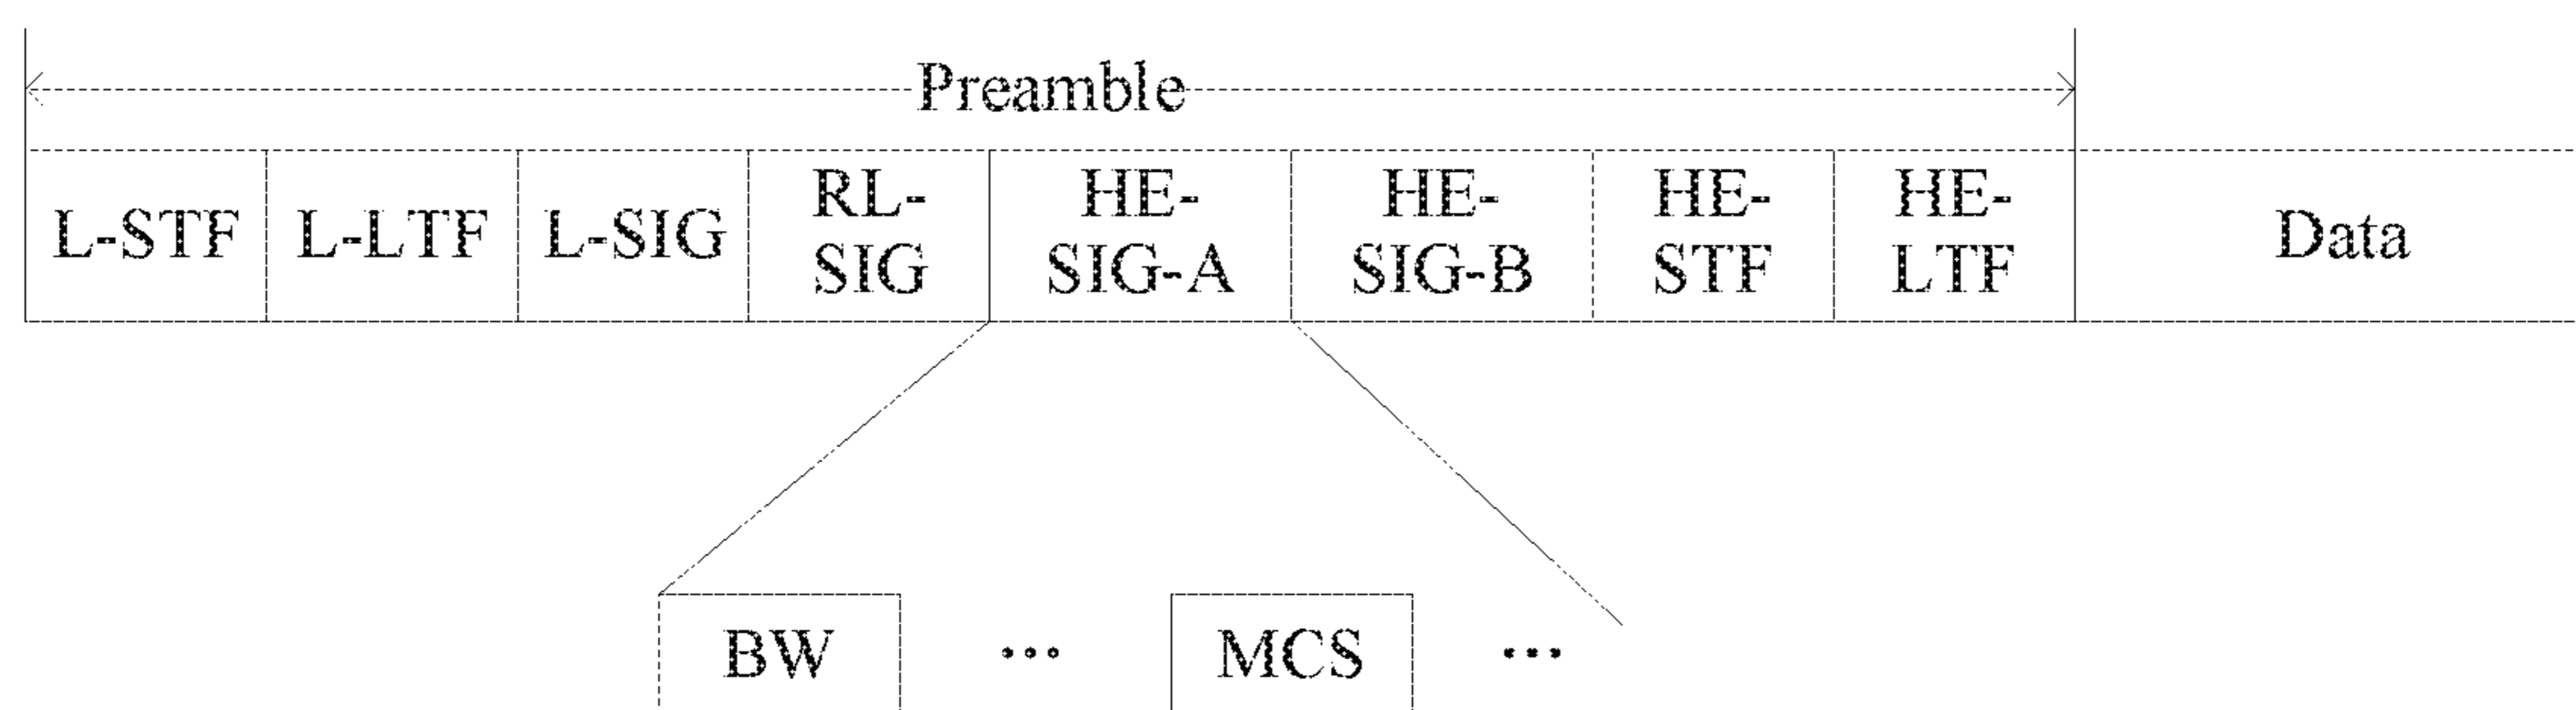 Preamble
L-STF L-LTF L-SIG RL-
SIG HE-
SIG-A HE-
SIG-B HE-
STF HE-
LTF Data
BW ... MCS ...